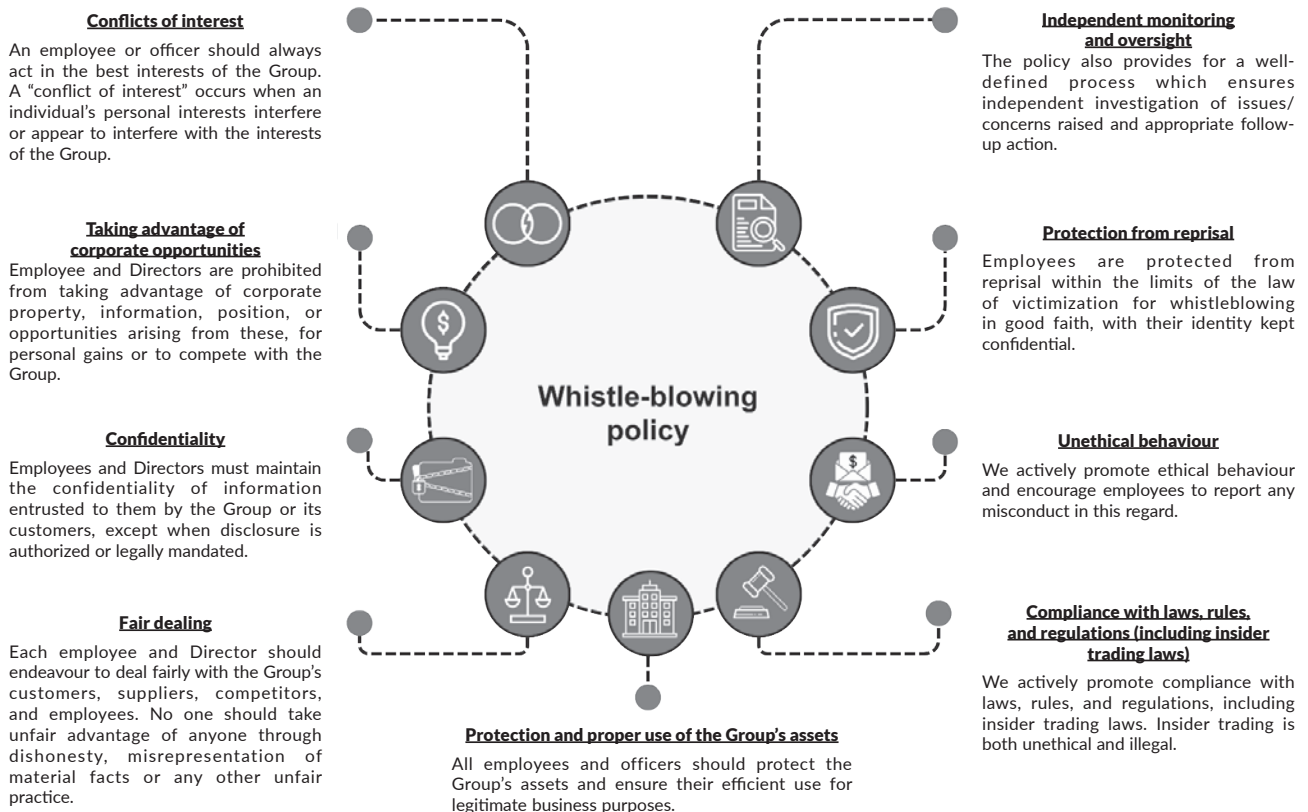 Conflicts of interest
An employee or officer should always
act in the best interests of the Group.
A “conflict of interest” occurs when an
individual’s personal interests interfere
or appear to interfere with the interests
of the Group.
Taking advantage of
corporate opportunities
Employee and Directors are prohibited
from taking advantage of corporate
property, information, position, or
opportunities arising from these, for
personal gains or to compete with the
Group.
Confidentiality
Employees and Directors must maintain
the confidentiality of information
entrusted to them by the Group or its
customers, except when disclosure is
authorized or legally mandated.
Fair dealing
Each employee and Director should
endeavour to deal fairly with the Group’s
customers, suppliers, competitors,
and employees. No one should take
unfair advantage of anyone through
dishonesty, misrepresentation of
material facts or any other unfair
practice.
Whistle-blowing
policy
Protection and proper use of the Group’s assets
All employees and officers should protect the
Group’s assets and ensure their efficient use for
legitimate business purposes.
Independent monitoring
and oversight
The policy also provides for a well-
defined process which ensures
independent investigation of issues/
concerns raised and appropriate follow-
up action.
Protection from reprisal
Employees are protected from
reprisal within the limits of the law
of victimization for whistleblowing
in good faith, with their identity kept
confidential.
Unethical behaviour
We actively promote ethical behaviour
and encourage employees to report any
misconduct in this regard.
Compliance with laws, rules,
and regulations (including insider
trading laws)
We actively promote compliance with
laws, rules, and regulations, including
insider trading laws. Insider trading is
both unethical and illegal.